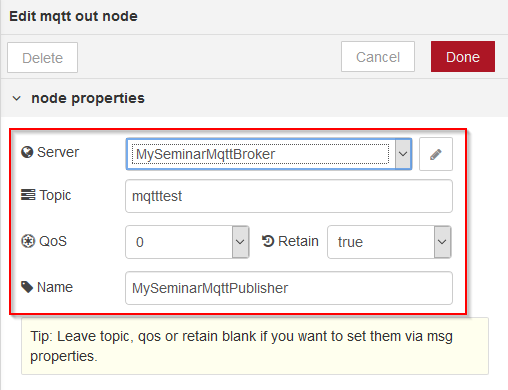 Edit mqtt out node
Delete Cancel Done
node properties
Server MySeminarMqttBroker
Topic mqtttest
QoS 0 Retain true
Name MySeminarMqttPublisher
Tip: Leave topic, qos or retain blank if you want to set them via msg
properties.